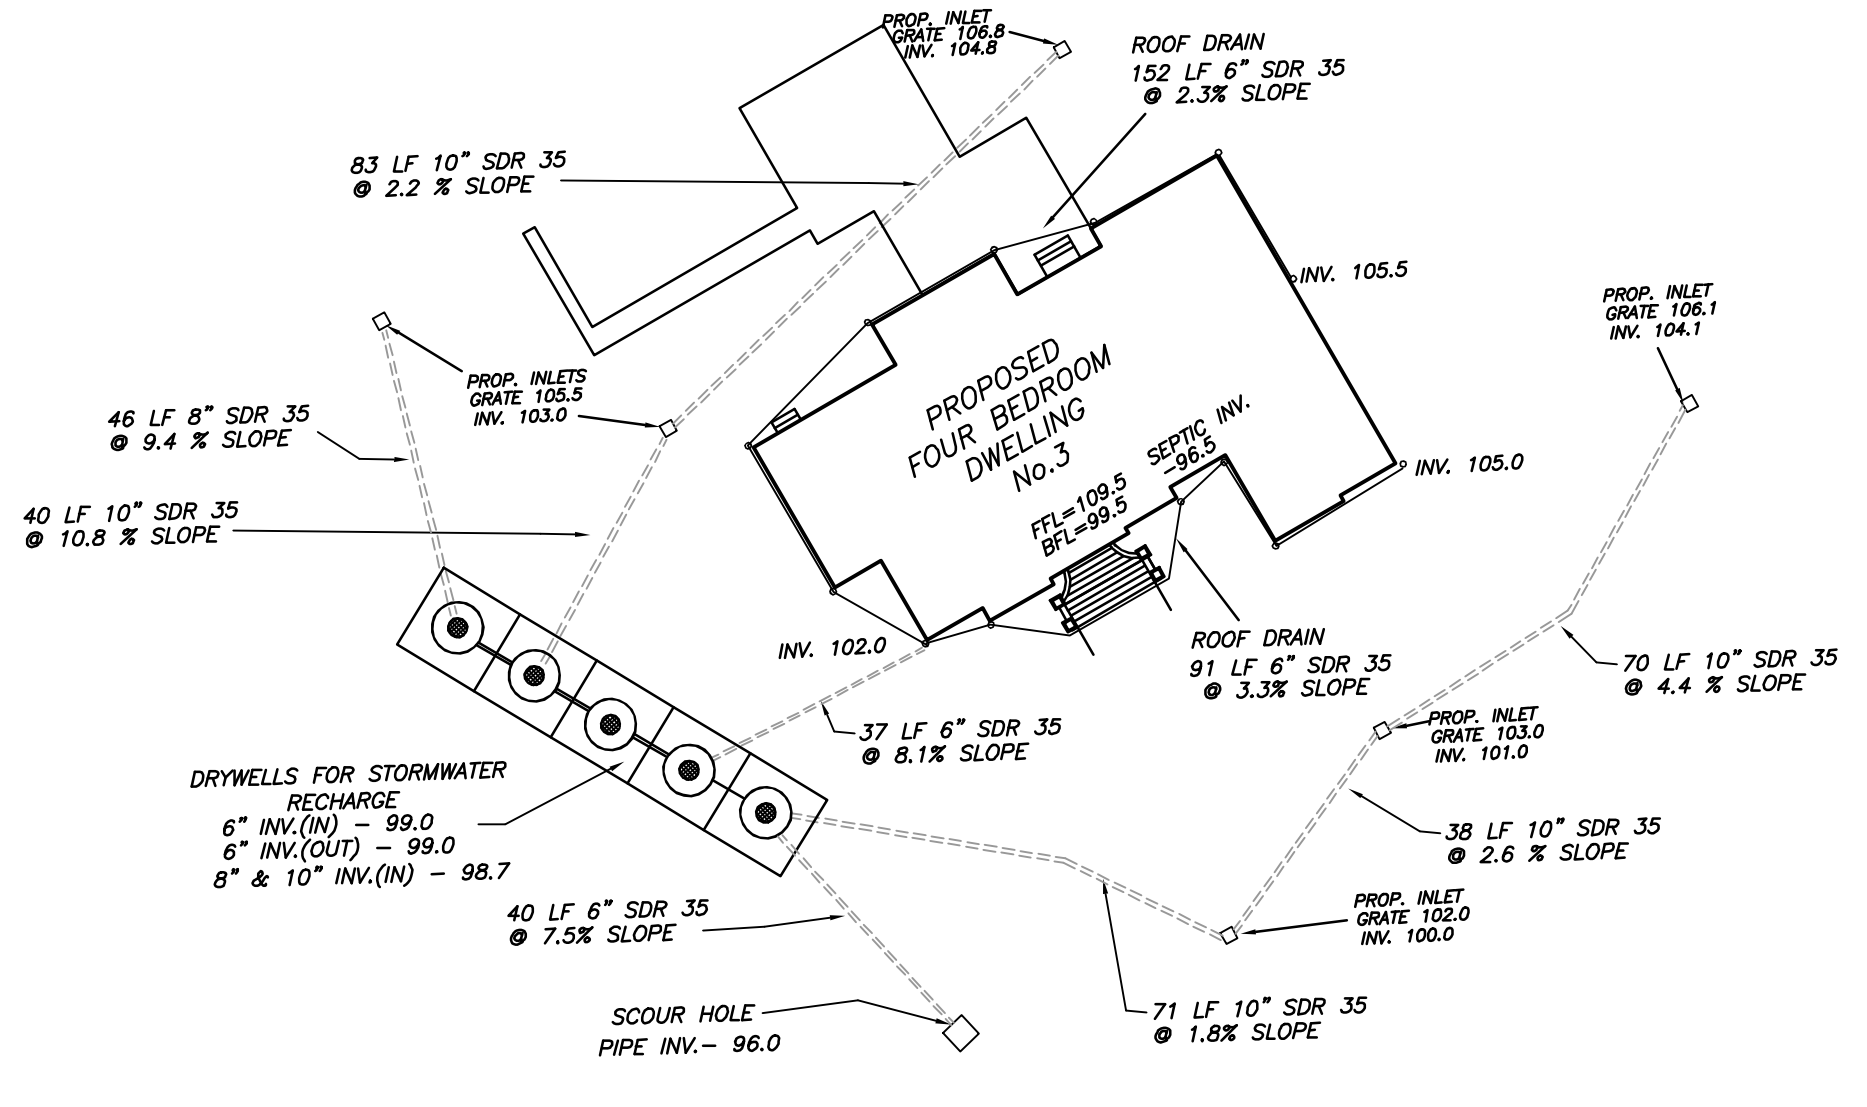 PROP. INLET
GRATE 106.8
INV. 104.8
ROOF DRAIN
152 LF 6" SDR 35
@ 2.3% SLOPE
83 LF 10" SDR 35
@ 2.2 % SLOPE
INV. 105.5
PROP. INLET
GRATE 106.1
INV. 104.1
PROP. INLETS
GRATE 105.5
INV. 103.0
46 LF 8" SDR 35
@ 9.4 % SLOPE
PROPOSED
FOUR BEDROOM
DWELLING
No.3
SEPTIC INV.
-96.5
INV. 105.0
FFL=109.5
BFL=99.5
40 LF 10" SDR 35
@ 10.8 % SLOPE
INV. 102.0
ROOF DRAIN
91 LF 6" SDR 35
@ 3.3% SLOPE
70 LF 10" SDR 35
@ 4.4 % SLOPE
37 LF 6" SDR 35
@ 8.1% SLOPE
PROP. INLET
GRATE 103.0
INV. 101.0
DRYWELLS FOR STORMWATER
RECHARGE
6" INV.(IN) - 99.0
6" INV.(OUT) - 99.0
8" & 10" INV.(IN) - 98.7
38 LF 10" SDR 35
@ 2.6 % SLOPE
40 LF 6" SDR 35
@ 7.5% SLOPE
PROP. INLET
GRATE 102.0
INV. 100.0
SCOUR HOLE
PIPE INV.- 96.0
71 LF 10" SDR 35
@ 1.8% SLOPE